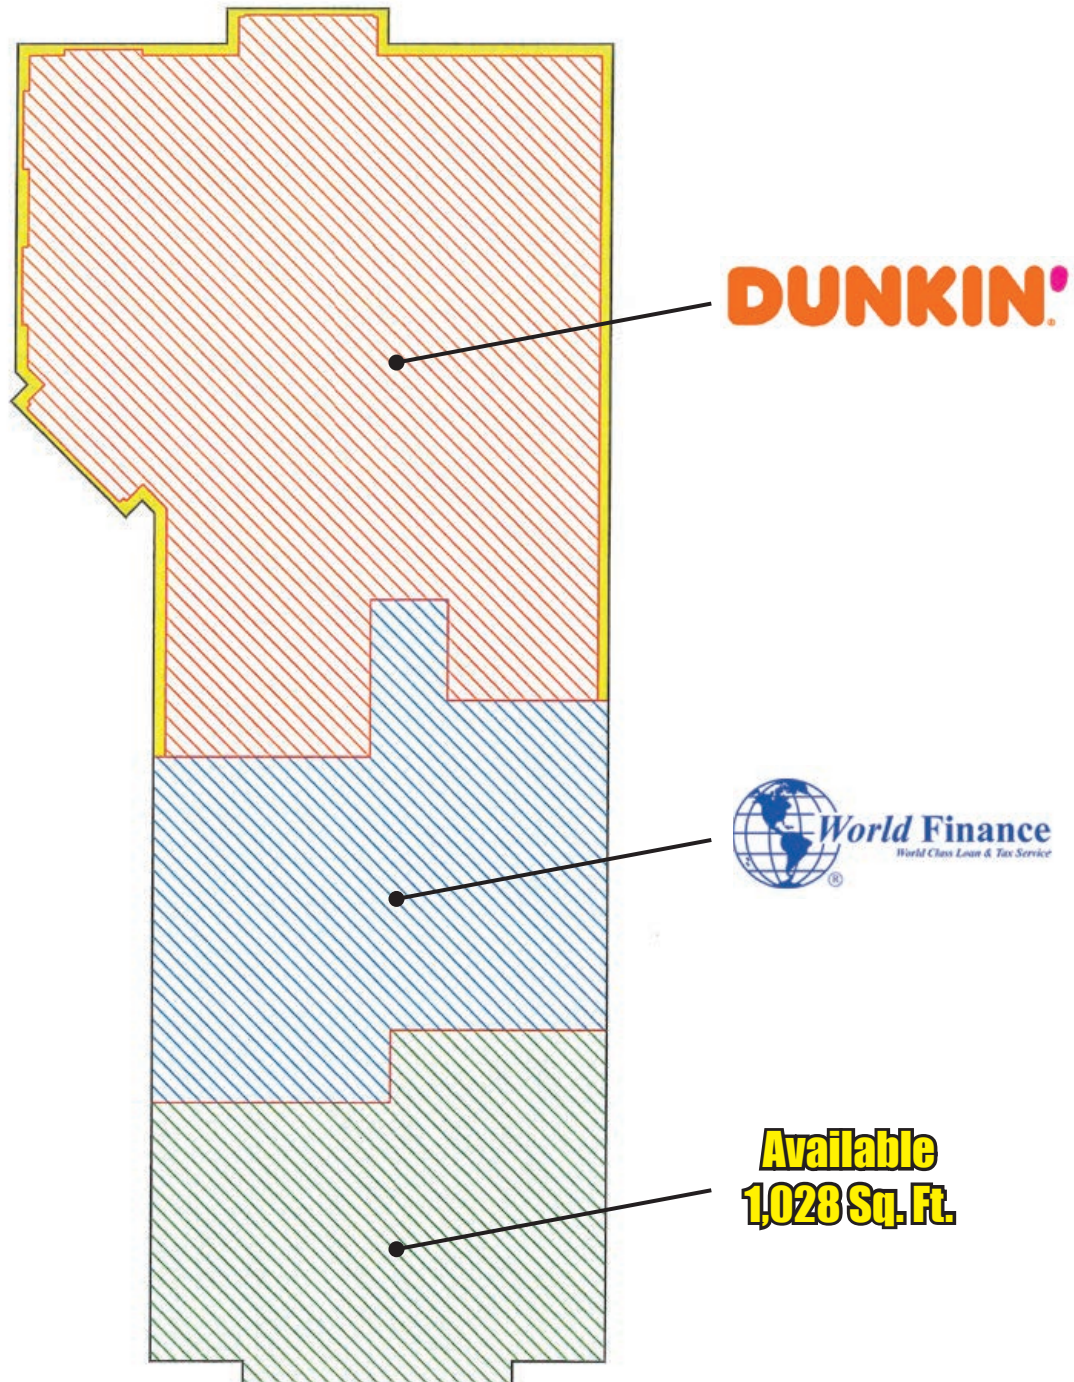 DUNKIN'
World Finance
World Class Loan & Tax Service
®
Available
1,028 Sq. Ft.